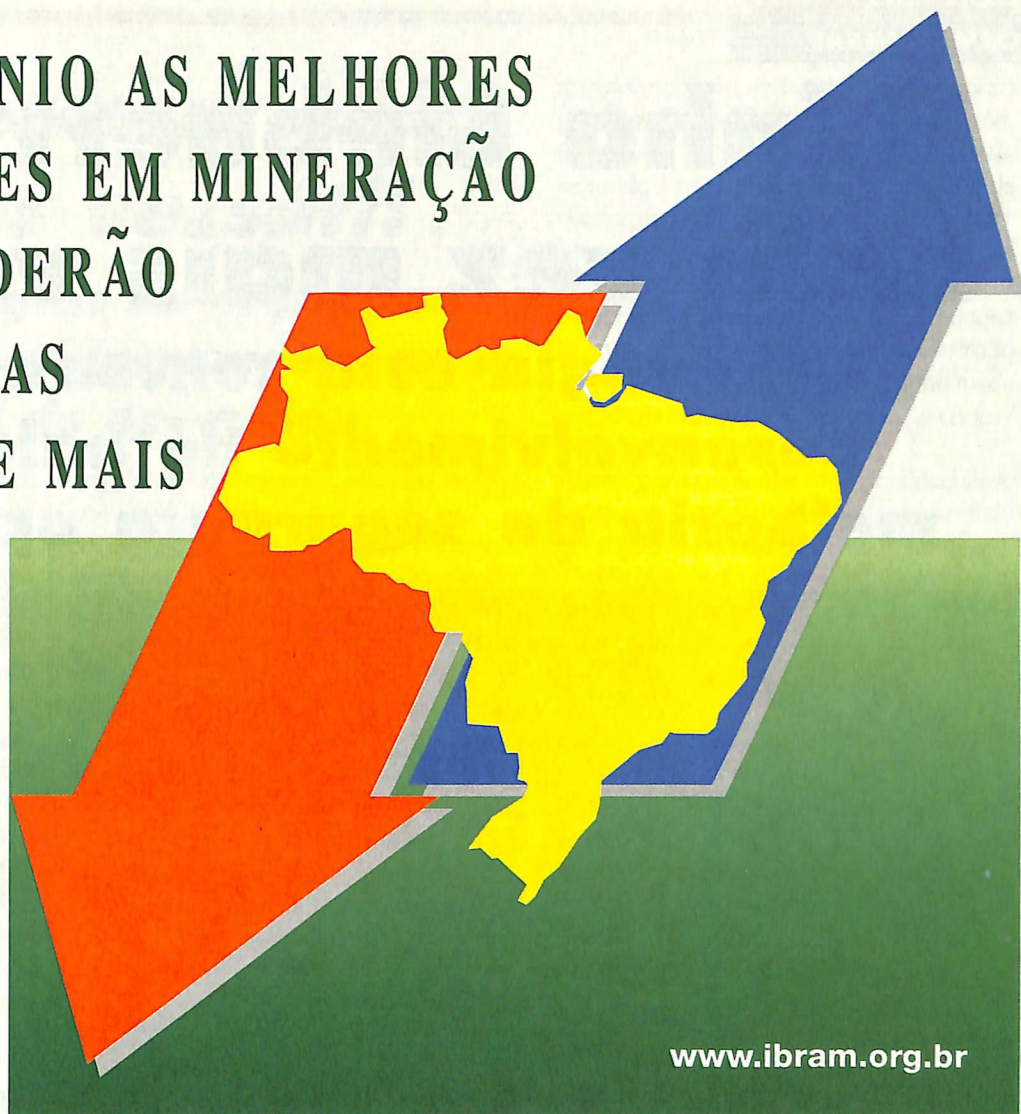 NIO AS MELHORES
ES EM MINERAÇÃO
DERÃO
AS
E MAIS
www.ibram.org.br